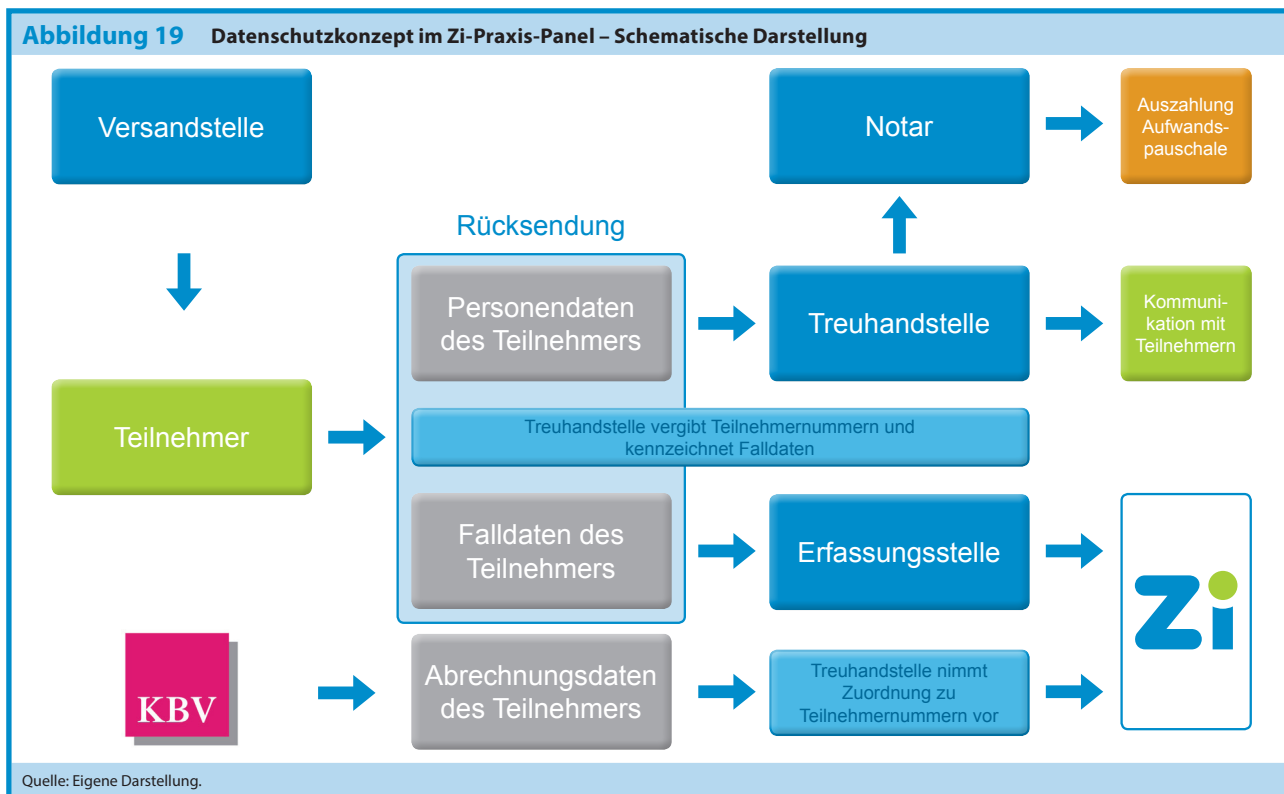 Abbildung 19 Datenschutzkonzept im Zi-Praxis-Panel – Schematische Darstellung
Versandstelle
Notar
Auszahlung
Aufwands-
pauschale
Rücksendung
Personendaten
des Teilnehmers
Treuhandstelle
Kommuni-
kation mit
Teilnehmern
Teilnehmer
Treuhandstelle vergibt Teilnehmernummern und
kennzeichnet Falldaten
Falldaten des
Teilnehmers
Erfassungsstelle
Zi
KBV
Abrechnungsdaten
des Teilnehmers
Treuhandstelle nimmt
Zuordnung zu
Teilnehmernummern vor
Quelle: Eigene Darstellung.